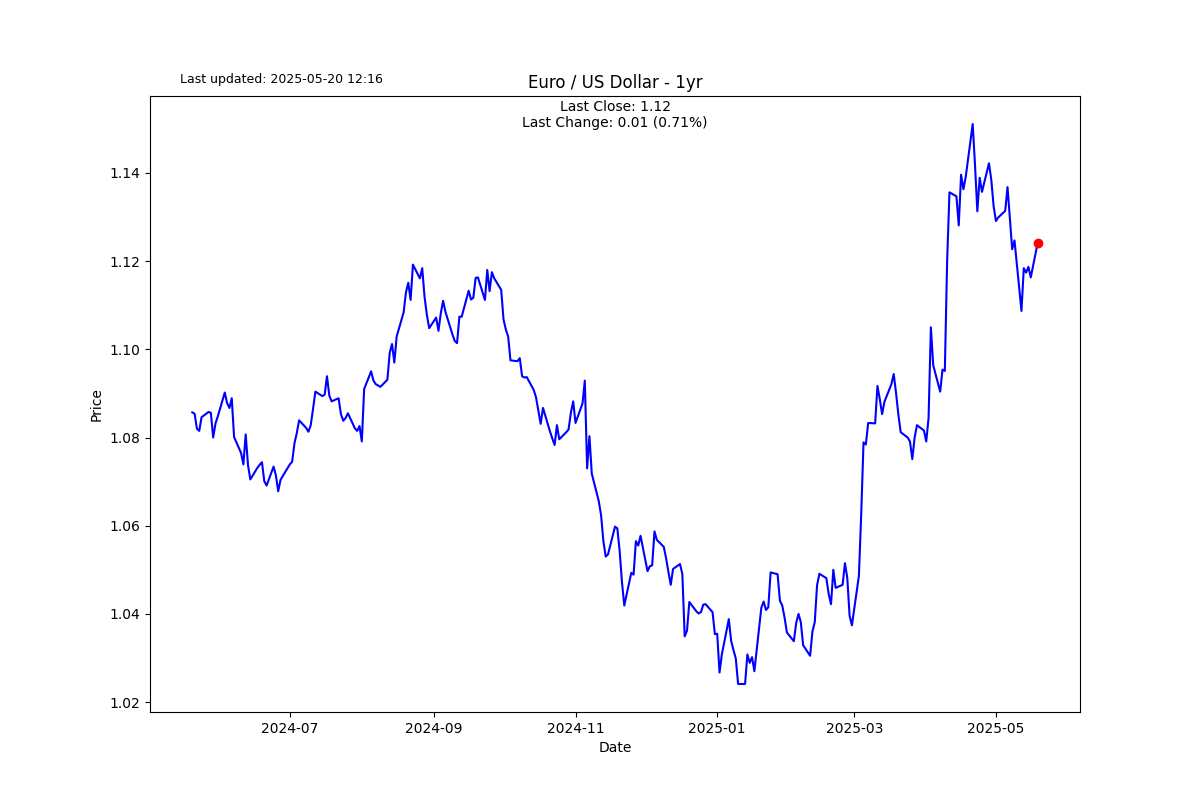 Last updated: 2025-05-20 12:16
Euro / US Dollar - 1yr
Last Close: 1.12
Last Change: 0.01 (0.71%)
1.14
1.12
1.10
1.08
1.06
1.04
1.02
Price
2024-07
2024-09
2024-11
2025-01
2025-03
2025-05
Date